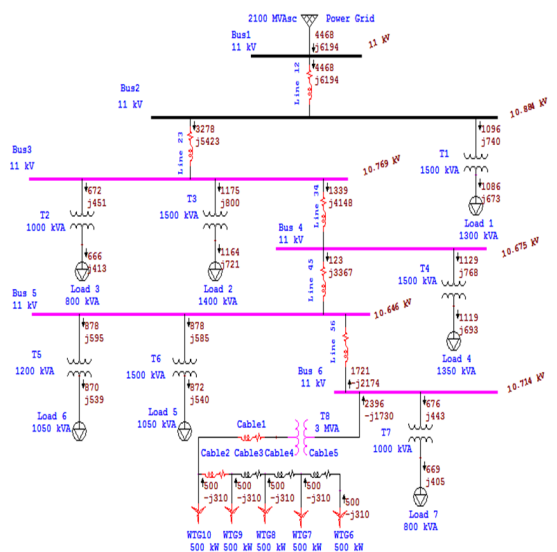 2100 MVAsc Power Grid
Bus1
11 kV
4468
j6194
11 kV
Line 12
4468
j6194
Bus2
11 kV
10.884 kV
3278
j5423
Line 23
1096
j740
T1
1500 kVA
1086
j673
Load 1
1300 kVA
Bus3
11 kV
10.769 kV
672
j451
T2
1000 kVA
666
j413
Load 3
800 kVA
1175
j800
T3
1500 kVA
1164
j721
Load 2
1400 kVA
1339
j4148
Line 34
Bus 4
11 kV
10.675 kV
123
j3367
Line 45
1129
j768
T4
1500 kVA
1119
j693
Load 4
1350 kVA
Bus 5
11 kV
10.646 kV
878
j595
T5
1200 kVA
870
j539
Load 6
1050 kVA
878
j585
T6
1500 kVA
872
j540
Load 5
1050 kVA
Line 56
1721
-j2174
Bus 6
11 kV
10.714 kV
2396
-j1730
T8
3 MVA
676
j443
T7
1000 kVA
669
j405
Load 7
800 kVA
Cable1
Cable2 Cable3 Cable4 Cable5
500
-j310
500
-j310
500
-j310
500
-j310
500
-j310
WTG10 WTG9 WTG8 WTG7 WTG6
500 kW 500 kW 500 kW 500 kW 500 kW